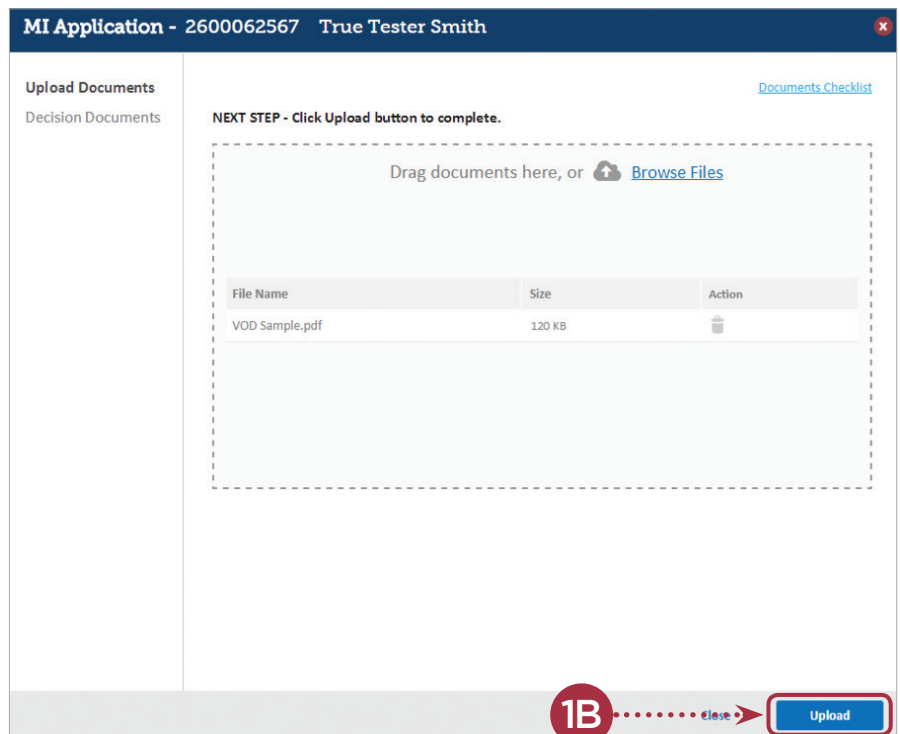 MI Application - 2600062567 True Tester Smith
Upload Documents
Decision Documents
Documents Checklist
NEXT STEP - Click Upload button to complete.
Drag documents here, or Browse Files
File Name Size Action
VOD Sample.pdf 120 KB
1B Close Upload